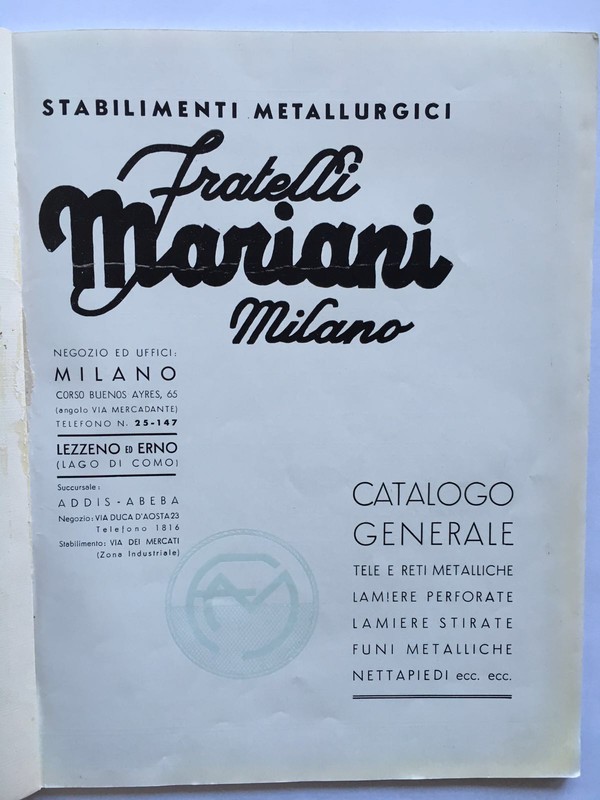 STABILIMENTI METALLURGICI
Fratelli
Mariani
Milano
NEGOZIO ED UFFICI:
MILANO
CORSO BUENOS AYRES, 65
(angolo VIA MERCADANTE)
TELEFONO N. 25-147
LEZZENO ED ERNO
(LAGO DI COMO)
Succursale:
ADDIS-ABEBA
Negozio: VIA DUCA D'AOSTA 23
Telefono 1816
Stabilimento: VIA DEI MERCATI
(Zona Industriale)
CATALOGO
GENERALE
TELE E RETI METALLICHE
LAMIERE PERFORATE
LAMIERE STIRATE
FUNI METALLICHE
NETTAPIEDI ecc. ecc.